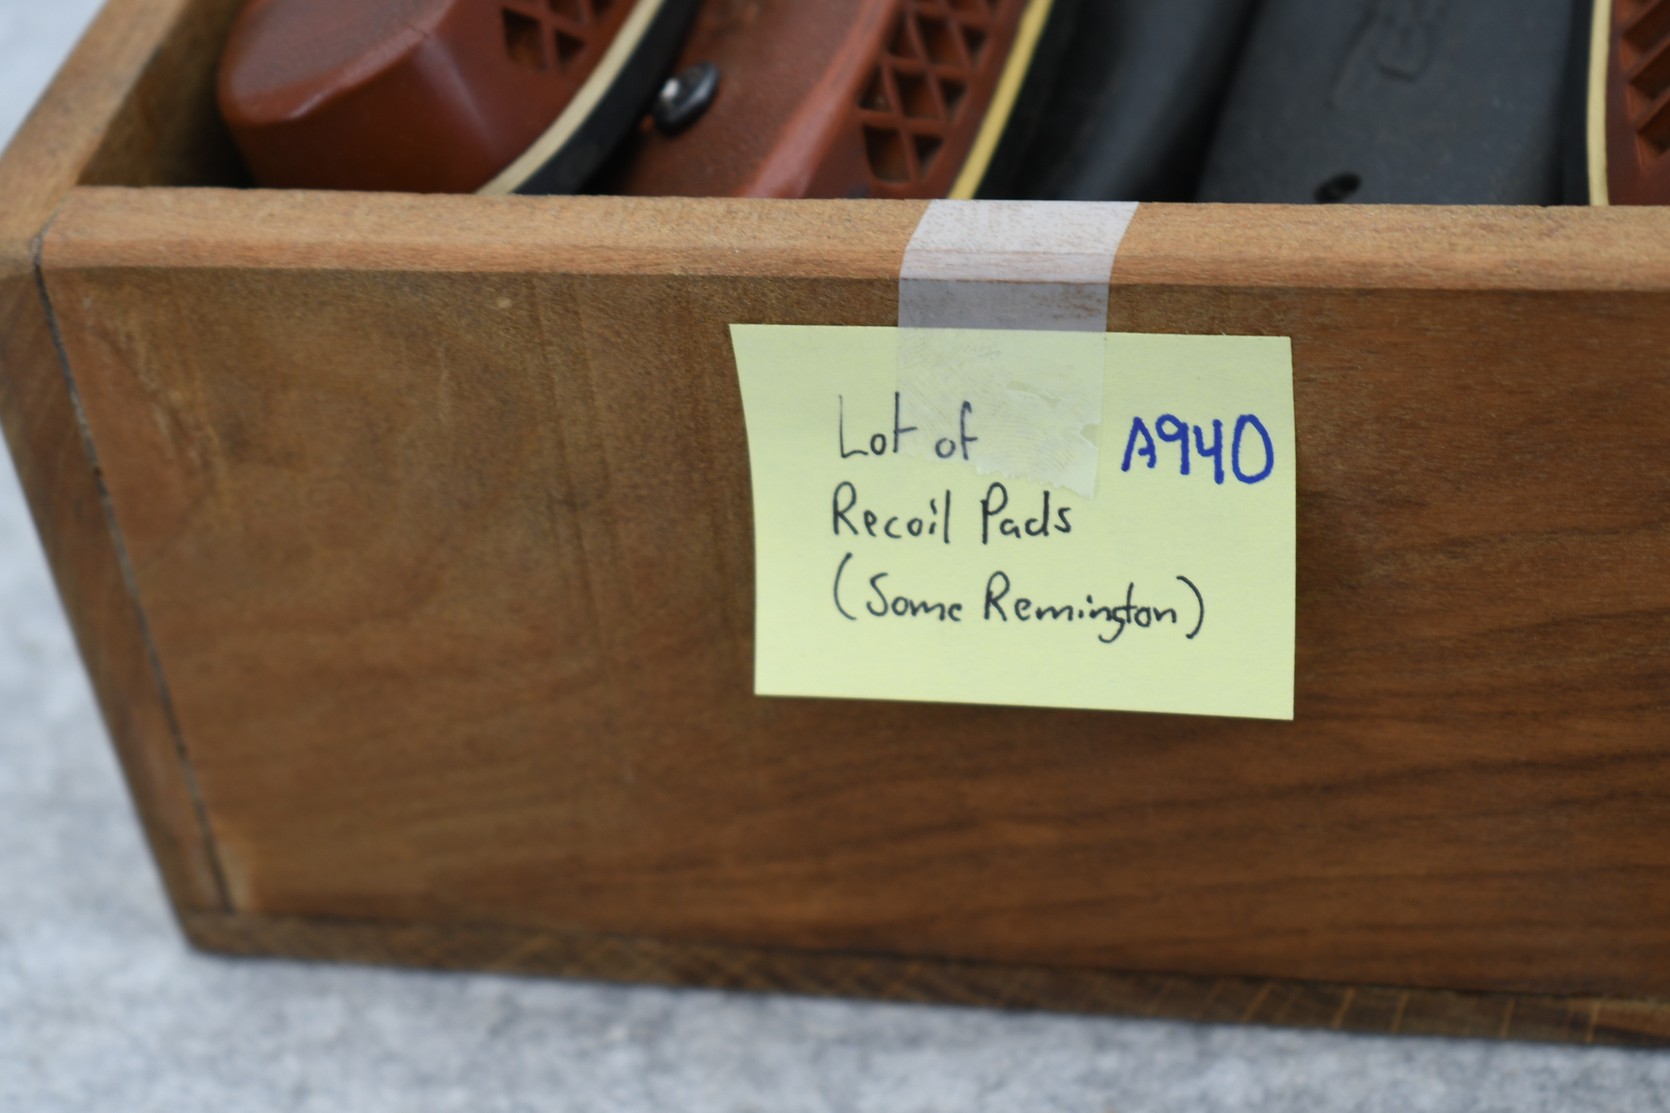 Lot of
A940
Recoil Pads
(Some Remington)